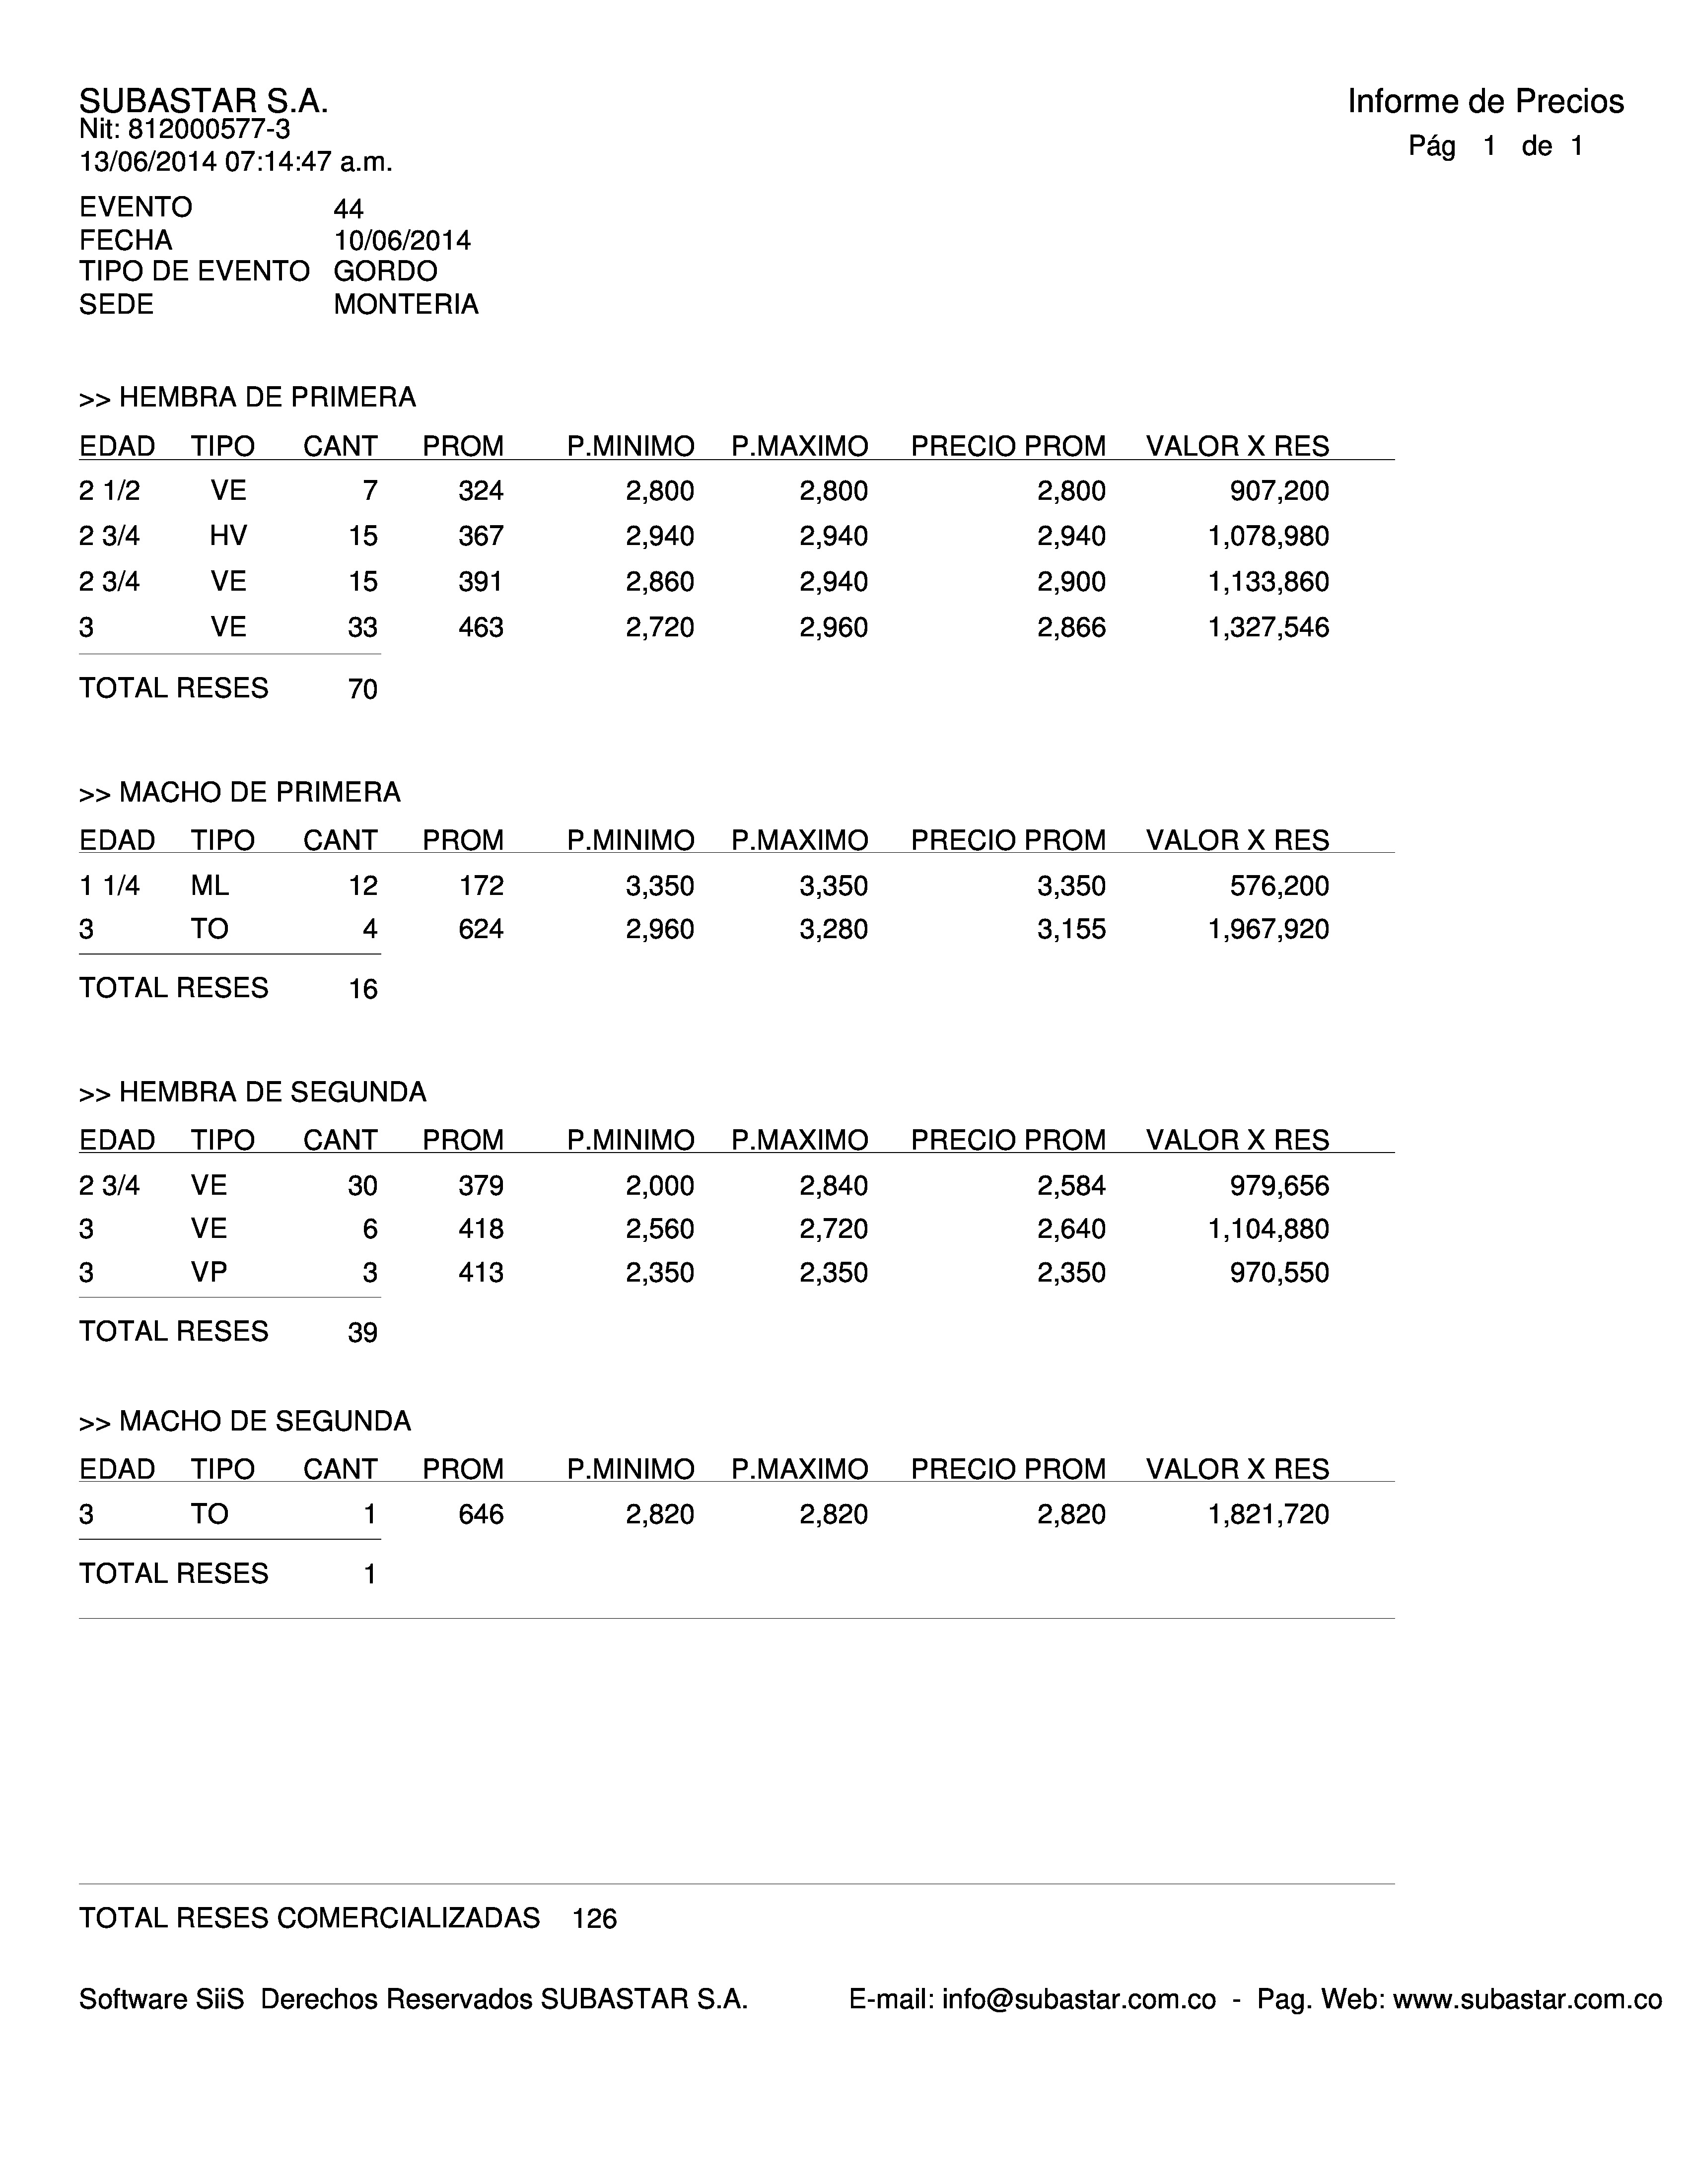 SUBASTAR S.A. Informe de Precios
Nit: 812000577-3
Pág 1 de 1
13/06/2014 07:14:47 a.m.
EVENTO 44
FECHA 10/06/2014
TIPO DE EVENTO GORDO
SEDE MONTERIA
>> HEMBRA DE PRIMERA
EDAD TIPO CANT PROM P.MINIMO P.MAXIMO PRECIO PROM VALOR X RES
2 1/2 VE 7 324 2,800 2,800 2,800 907,200
2 3/4 HV 15 367 2,940 2,940 2,940 1,078,980
2 3/4 VE 15 391 2,860 2,940 2,900 1,133,860
3 VE 33 463 2,720 2,960 2,866 1,327,546
TOTAL RESES 70
>> MACHO DE PRIMERA
EDAD TIPO CANT PROM P.MINIMO P.MAXIMO PRECIO PROM VALOR X RES
1 1/4 ML 12 172 3,350 3,350 3,350 576,200
3 TO 4 624 2,960 3,280 3,155 1,967,920
TOTAL RESES 16
>> HEMBRA DE SEGUNDA
EDAD TIPO CANT PROM P.MINIMO P.MAXIMO PRECIO PROM VALOR X RES
2 3/4 VE 30 379 2,000 2,840 2,584 979,656
3 VE 6 418 2,560 2,720 2,640 1,104,880
3 VP 3 413 2,350 2,350 2,350 970,550
TOTAL RESES 39
>> MACHO DE SEGUNDA
EDAD TIPO CANT PROM P.MINIMO P.MAXIMO PRECIO PROM VALOR X RES
3 TO 1 646 2,820 2,820 2,820 1,821,720
TOTAL RESES 1
TOTAL RESES COMERCIALIZADAS 126
Software SiiS Derechos Reservados SUBASTAR S.A. E-mail: info@subastar.com.co - Pag. Web: www.subastar.com.co